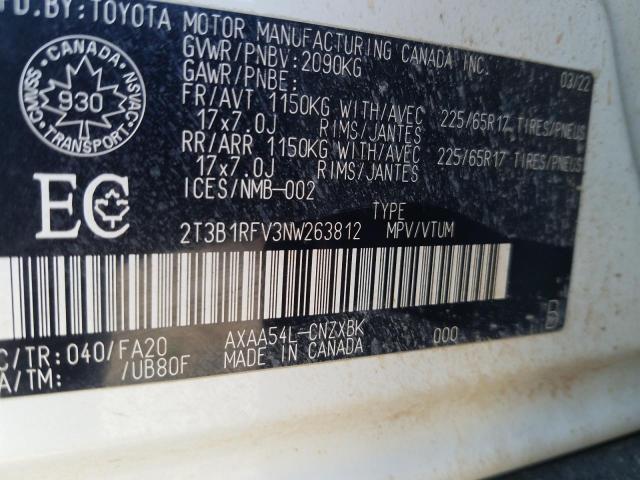 FD.BY:TOYOTA MOTOR MANUFACTURING CANADA INC.
GVWR/PNBV:2090KG
03/22
GAWR/PNBE:
FR/AVT 1150KG WITH/AVEC 225/65R17 TIRES/PNEUS
17x7.0J RIMS/JANTES
RR/ARR 1150KG WITH/AVEC 225/65R17 TIRES/PNEUS
17x7.0J RIMS/JANTES
ICES/NMB-002
CANADA
CMVSS NSVAC
930
TRANSPORT
EC
TYPE
2T3B1RFV3NW263812 MPV/VTUM
C/TR:040/FA20 AXAA54L-CNZXBK 000 B
A/TM: /UB80F MADE IN CANADA